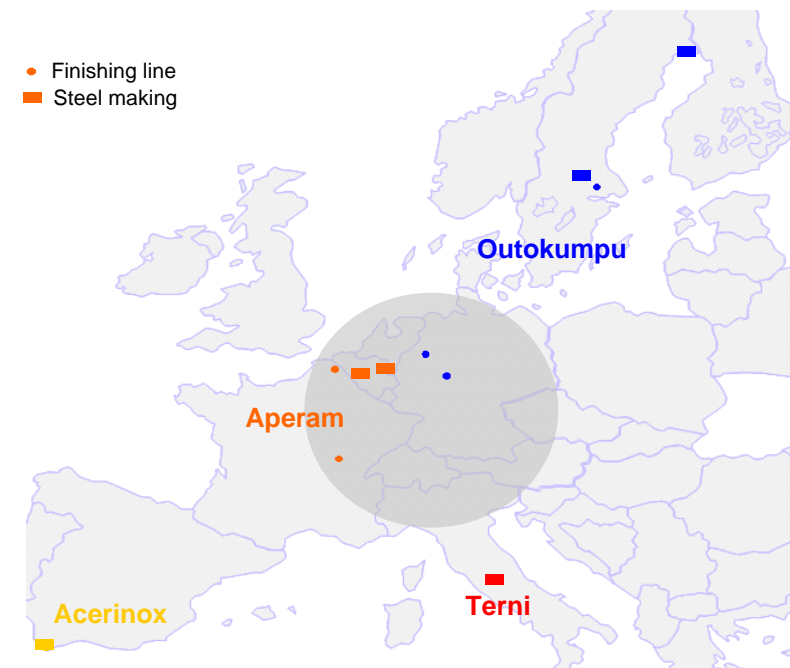 Finishing line
Steel making
Outokumpu
Aperam
Acerinox
Terni